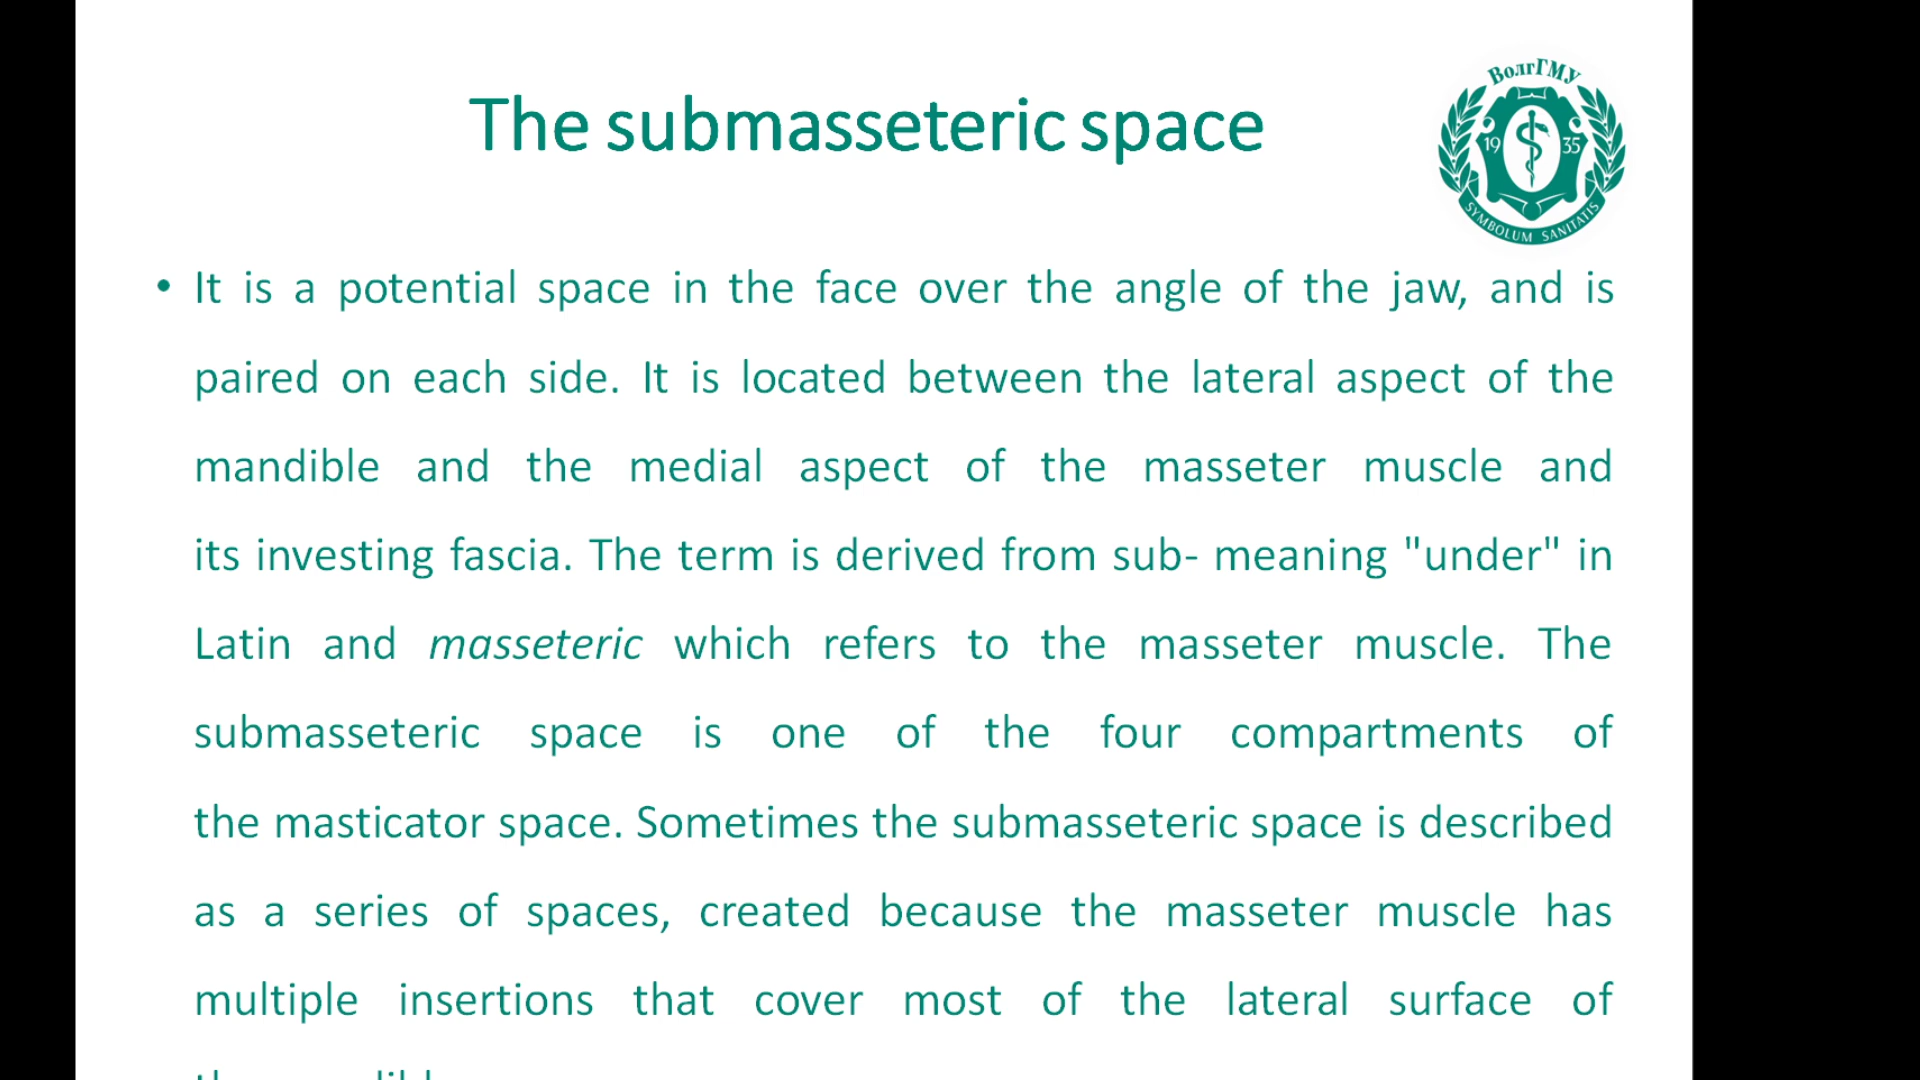 The submasseteric space
ВолгГМУ
19 35
SYMBOLUM SANITATIS
• It is a potential space in the face over the angle of the jaw, and is
paired on each side. It is located between the lateral aspect of the
mandible and the medial aspect of the masseter muscle and
its investing fascia. The term is derived from sub- meaning "under" in
Latin and masseteric which refers to the masseter muscle. The
submasseteric space is one of the four compartments of
the masticator space. Sometimes the submasseteric space is described
as a series of spaces, created because the masseter muscle has
multiple insertions that cover most of the lateral surface of